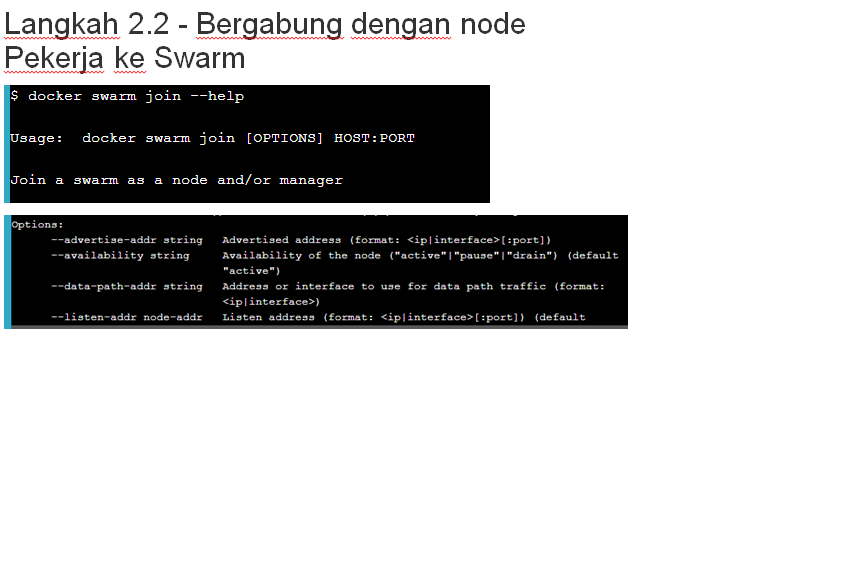 Langkah 2.2 - Bergabung dengan node
Pekerja ke Swarm
$ docker swarm join --help
Usage:  docker swarm join [OPTIONS] HOST:PORT
Join a swarm as a node and/or manager
Options:
--advertise-addr string   Advertised address (format: <ip|interface>[:port])
--availability string     Availability of the node ("active"|"pause"|"drain") (default
"active")
--data-path-addr string   Address or interface to use for data path traffic (format:
<ip|interface>)
--listen-addr node-addr   Listen address (format: <ip|interface>[:port]) (default